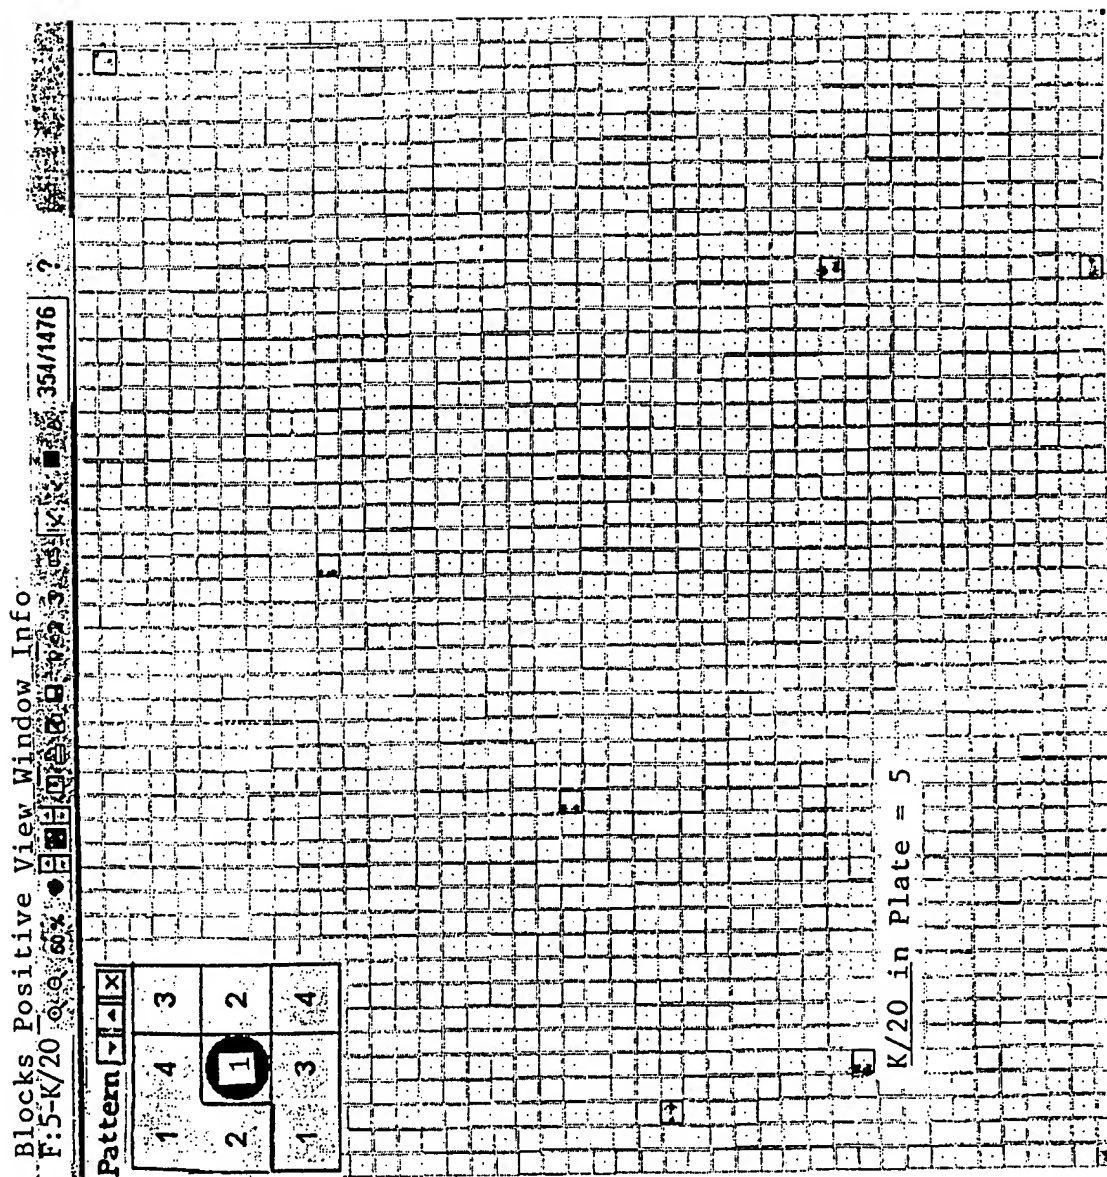 Blocks Positive View Window Info
F:5-K/20 60% 354/1476 ?
Pattern
1 4 3
2 1 2
1 3 4
K/20 in Plate = 5